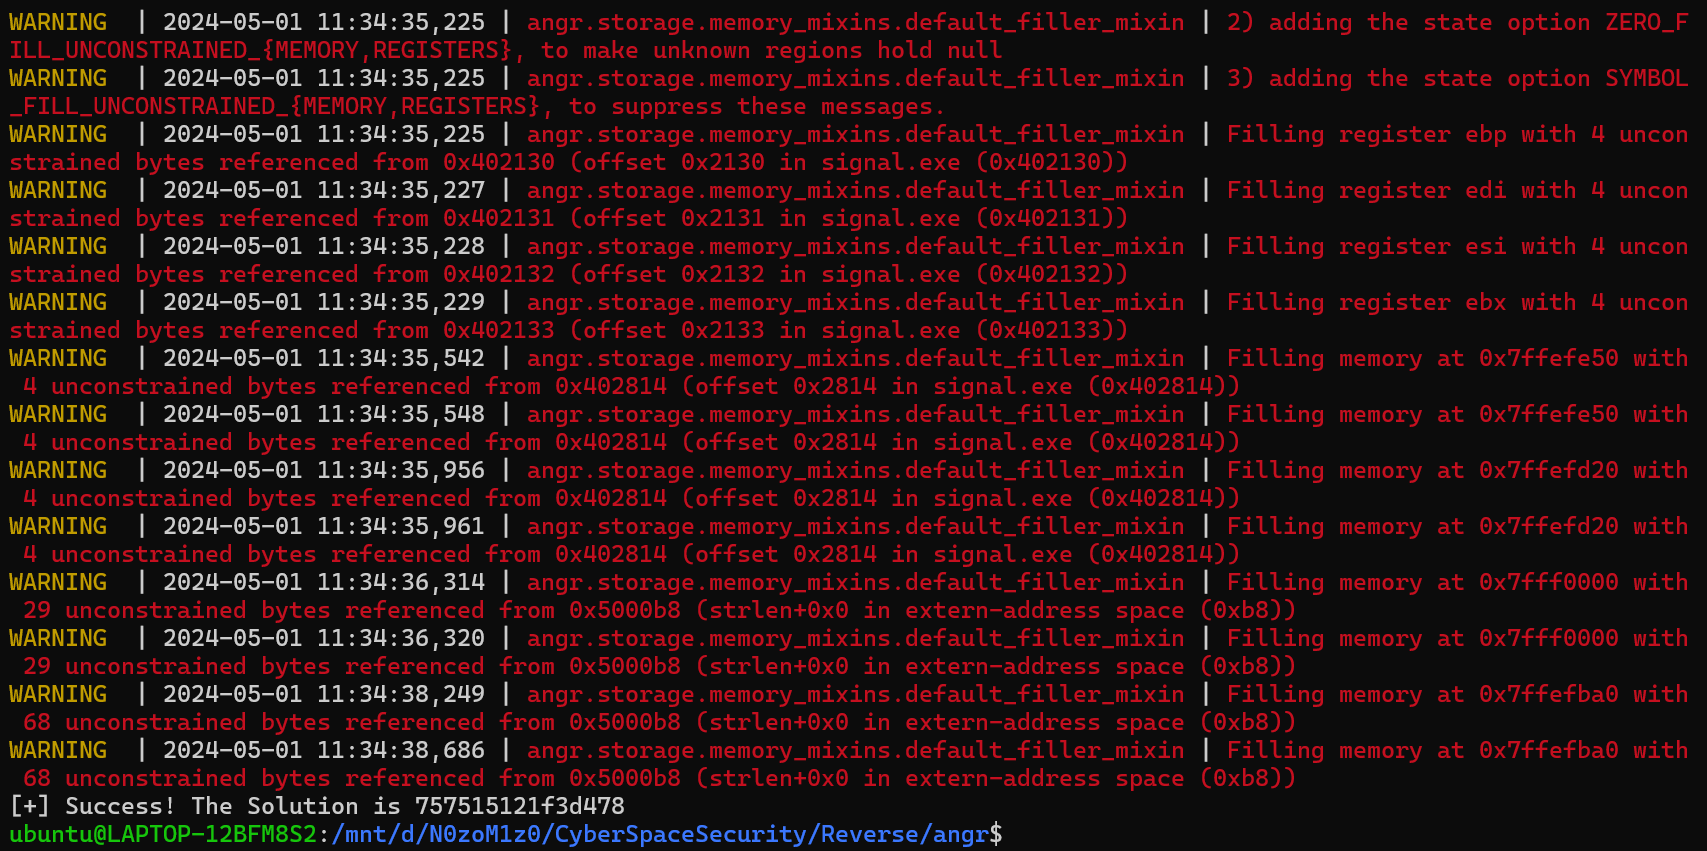 WARNING  | 2024-05-01 11:34:35,225 | angr.storage.memory_mixins.default_filler_mixin | 2) adding the state option ZERO_F
ILL_UNCONSTRAINED_{MEMORY,REGISTERS}, to make unknown regions hold null
WARNING  | 2024-05-01 11:34:35,225 | angr.storage.memory_mixins.default_filler_mixin | 3) adding the state option SYMBOL
_FILL_UNCONSTRAINED_{MEMORY,REGISTERS}, to suppress these messages.
WARNING  | 2024-05-01 11:34:35,225 | angr.storage.memory_mixins.default_filler_mixin | Filling register ebp with 4 uncon
strained bytes referenced from 0x402130 (offset 0x2130 in signal.exe (0x402130))
WARNING  | 2024-05-01 11:34:35,227 | angr.storage.memory_mixins.default_filler_mixin | Filling register edi with 4 uncon
strained bytes referenced from 0x402131 (offset 0x2131 in signal.exe (0x402131))
WARNING  | 2024-05-01 11:34:35,228 | angr.storage.memory_mixins.default_filler_mixin | Filling register esi with 4 uncon
strained bytes referenced from 0x402132 (offset 0x2132 in signal.exe (0x402132))
WARNING  | 2024-05-01 11:34:35,229 | angr.storage.memory_mixins.default_filler_mixin | Filling register ebx with 4 uncon
strained bytes referenced from 0x402133 (offset 0x2133 in signal.exe (0x402133))
WARNING  | 2024-05-01 11:34:35,542 | angr.storage.memory_mixins.default_filler_mixin | Filling memory at 0x7ffefe50 with
 4 unconstrained bytes referenced from 0x402814 (offset 0x2814 in signal.exe (0x402814))
WARNING  | 2024-05-01 11:34:35,548 | angr.storage.memory_mixins.default_filler_mixin | Filling memory at 0x7ffefe50 with
 4 unconstrained bytes referenced from 0x402814 (offset 0x2814 in signal.exe (0x402814))
WARNING  | 2024-05-01 11:34:35,956 | angr.storage.memory_mixins.default_filler_mixin | Filling memory at 0x7ffefd20 with
 4 unconstrained bytes referenced from 0x402814 (offset 0x2814 in signal.exe (0x402814))
WARNING  | 2024-05-01 11:34:35,961 | angr.storage.memory_mixins.default_filler_mixin | Filling memory at 0x7ffefd20 with
 4 unconstrained bytes referenced from 0x402814 (offset 0x2814 in signal.exe (0x402814))
WARNING  | 2024-05-01 11:34:36,314 | angr.storage.memory_mixins.default_filler_mixin | Filling memory at 0x7fff0000 with
 29 unconstrained bytes referenced from 0x5000b8 (strlen+0x0 in extern-address space (0xb8))
WARNING  | 2024-05-01 11:34:36,320 | angr.storage.memory_mixins.default_filler_mixin | Filling memory at 0x7fff0000 with
 29 unconstrained bytes referenced from 0x5000b8 (strlen+0x0 in extern-address space (0xb8))
WARNING  | 2024-05-01 11:34:38,249 | angr.storage.memory_mixins.default_filler_mixin | Filling memory at 0x7ffefba0 with
 68 unconstrained bytes referenced from 0x5000b8 (strlen+0x0 in extern-address space (0xb8))
WARNING  | 2024-05-01 11:34:38,686 | angr.storage.memory_mixins.default_filler_mixin | Filling memory at 0x7ffefba0 with
 68 unconstrained bytes referenced from 0x5000b8 (strlen+0x0 in extern-address space (0xb8))
[+] Success! The Solution is 757515121f3d478
ubuntu@LAPTOP-12BFM8S2:/mnt/d/N0zoM1z0/CyberSpaceSecurity/Reverse/angr$